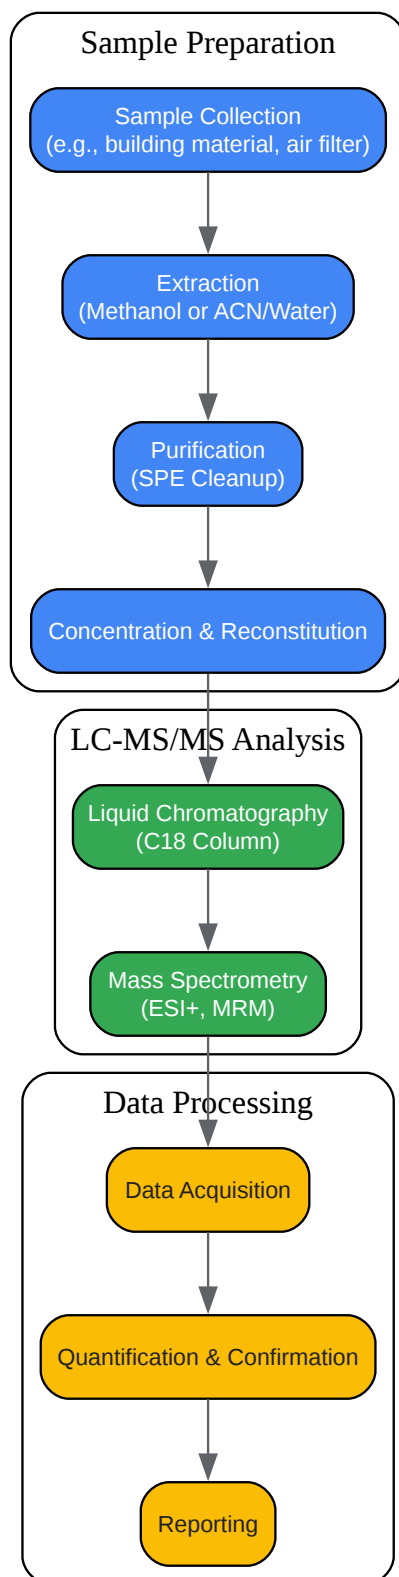 Sample Preparation
Sample Collection
(e.g., building material, air filter)
Extraction
(Methanol or ACN/Water)
Purification
(SPE Cleanup)
Concentration & Reconstitution
LC-MS/MS Analysis
Liquid Chromatography
(C18 Column)
Mass Spectrometry
(ESI+, MRM)
Data Processing
Data Acquisition
Quantification & Confirmation
Reporting